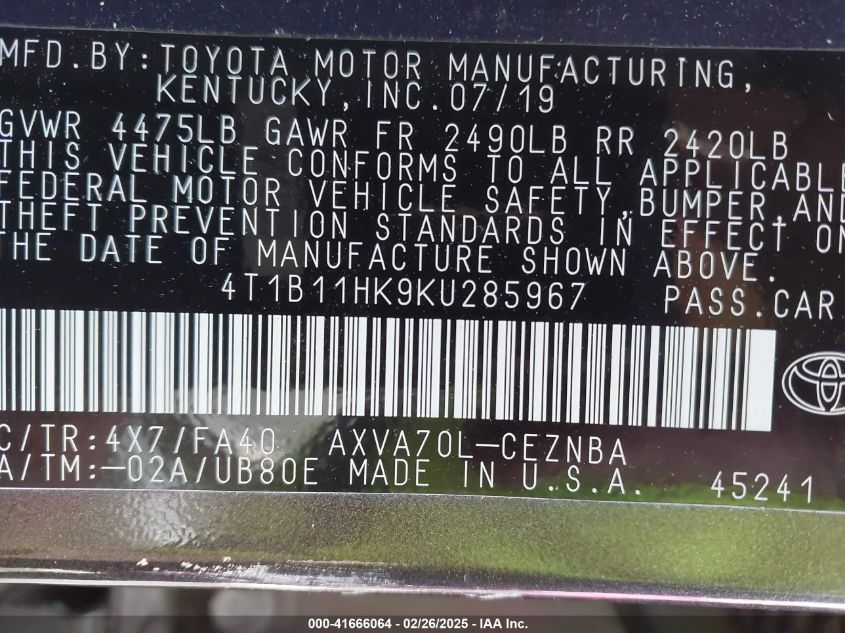 MFD.BY:TOYOTA MOTOR MANUFACTURING,
KENTUCKY,INC.07/19
GVWR 4475LB GAWR FR 2490LB RR 2420LB
THIS VEHICLE CONFORMS TO ALL APPLICABLE
FEDERAL MOTOR VEHICLE SAFETY,BUMPER,AND
THEFT PREVENTION STANDARDS IN EFFECT ON
THE DATE OF MANUFACTURE SHOWN ABOVE.
4T1B11HK9KU285967 PASS.CAR
C/TR:4X7/FA40 AXVA70L-CEZNBA
A/TM:-02A/UB80E MADE IN U.S.A. 45241
000-41666064 - 02/26/2025 - IAA Inc.